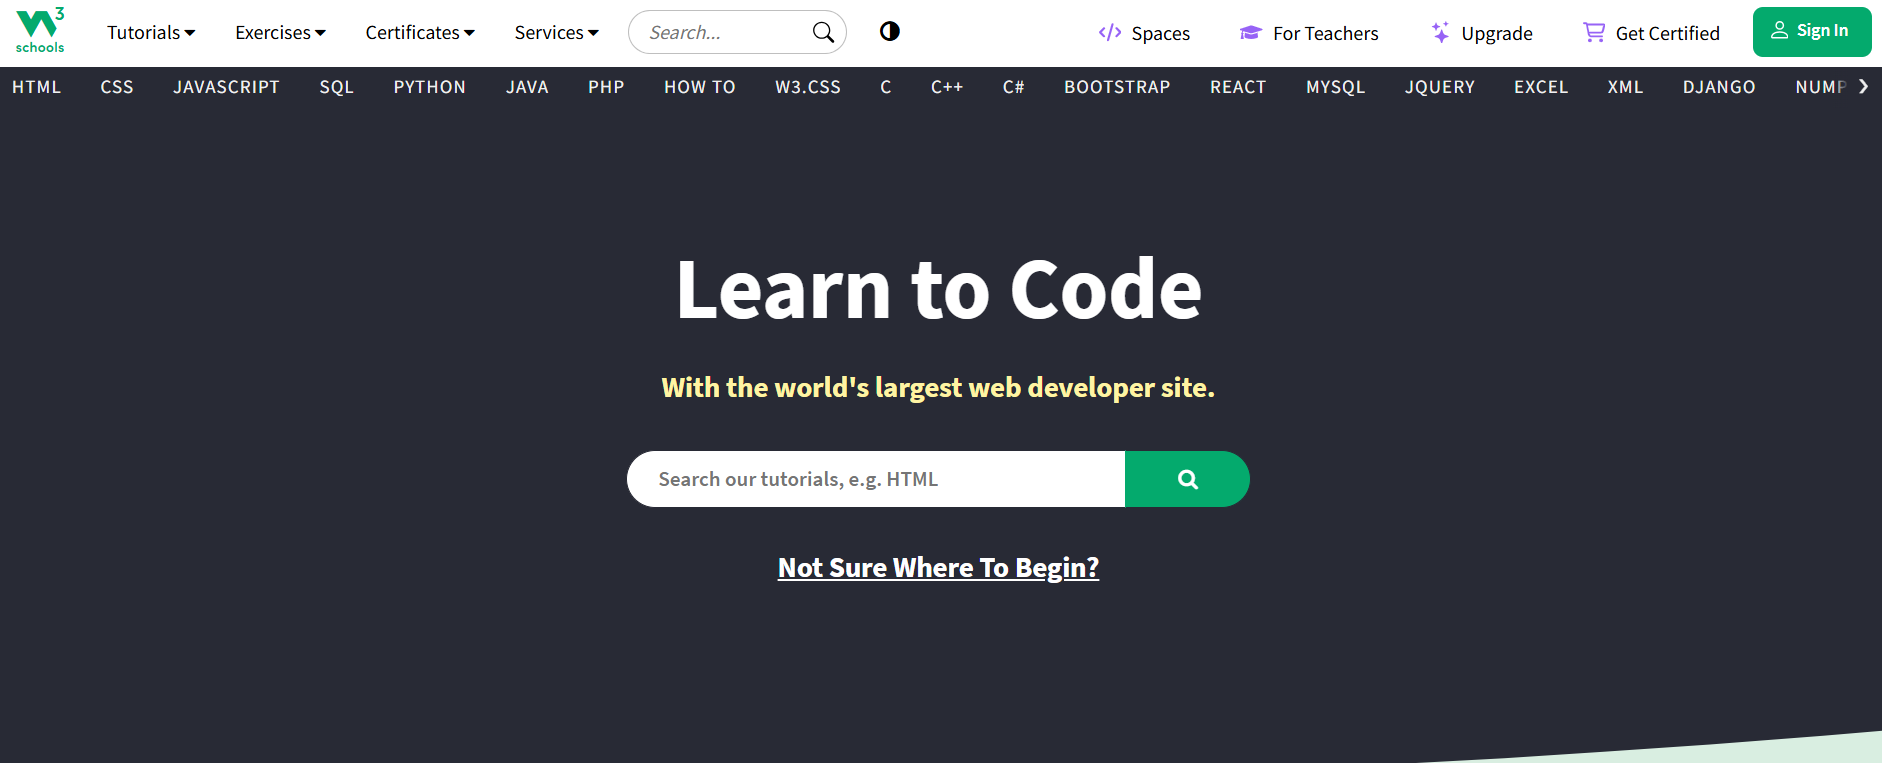 W3 schools
Tutorials Exercises Certificates Services Search... Spaces For Teachers Upgrade Get Certified Sign In
HTML CSS JAVASCRIPT SQL PYTHON JAVA PHP HOW TO W3.CSS C C++ C# BOOTSTRAP REACT MYSQL JQUERY EXCEL XML DJANGO NUMP
Learn to Code
With the world's largest web developer site.
Search our tutorials, e.g. HTML
Not Sure Where To Begin?